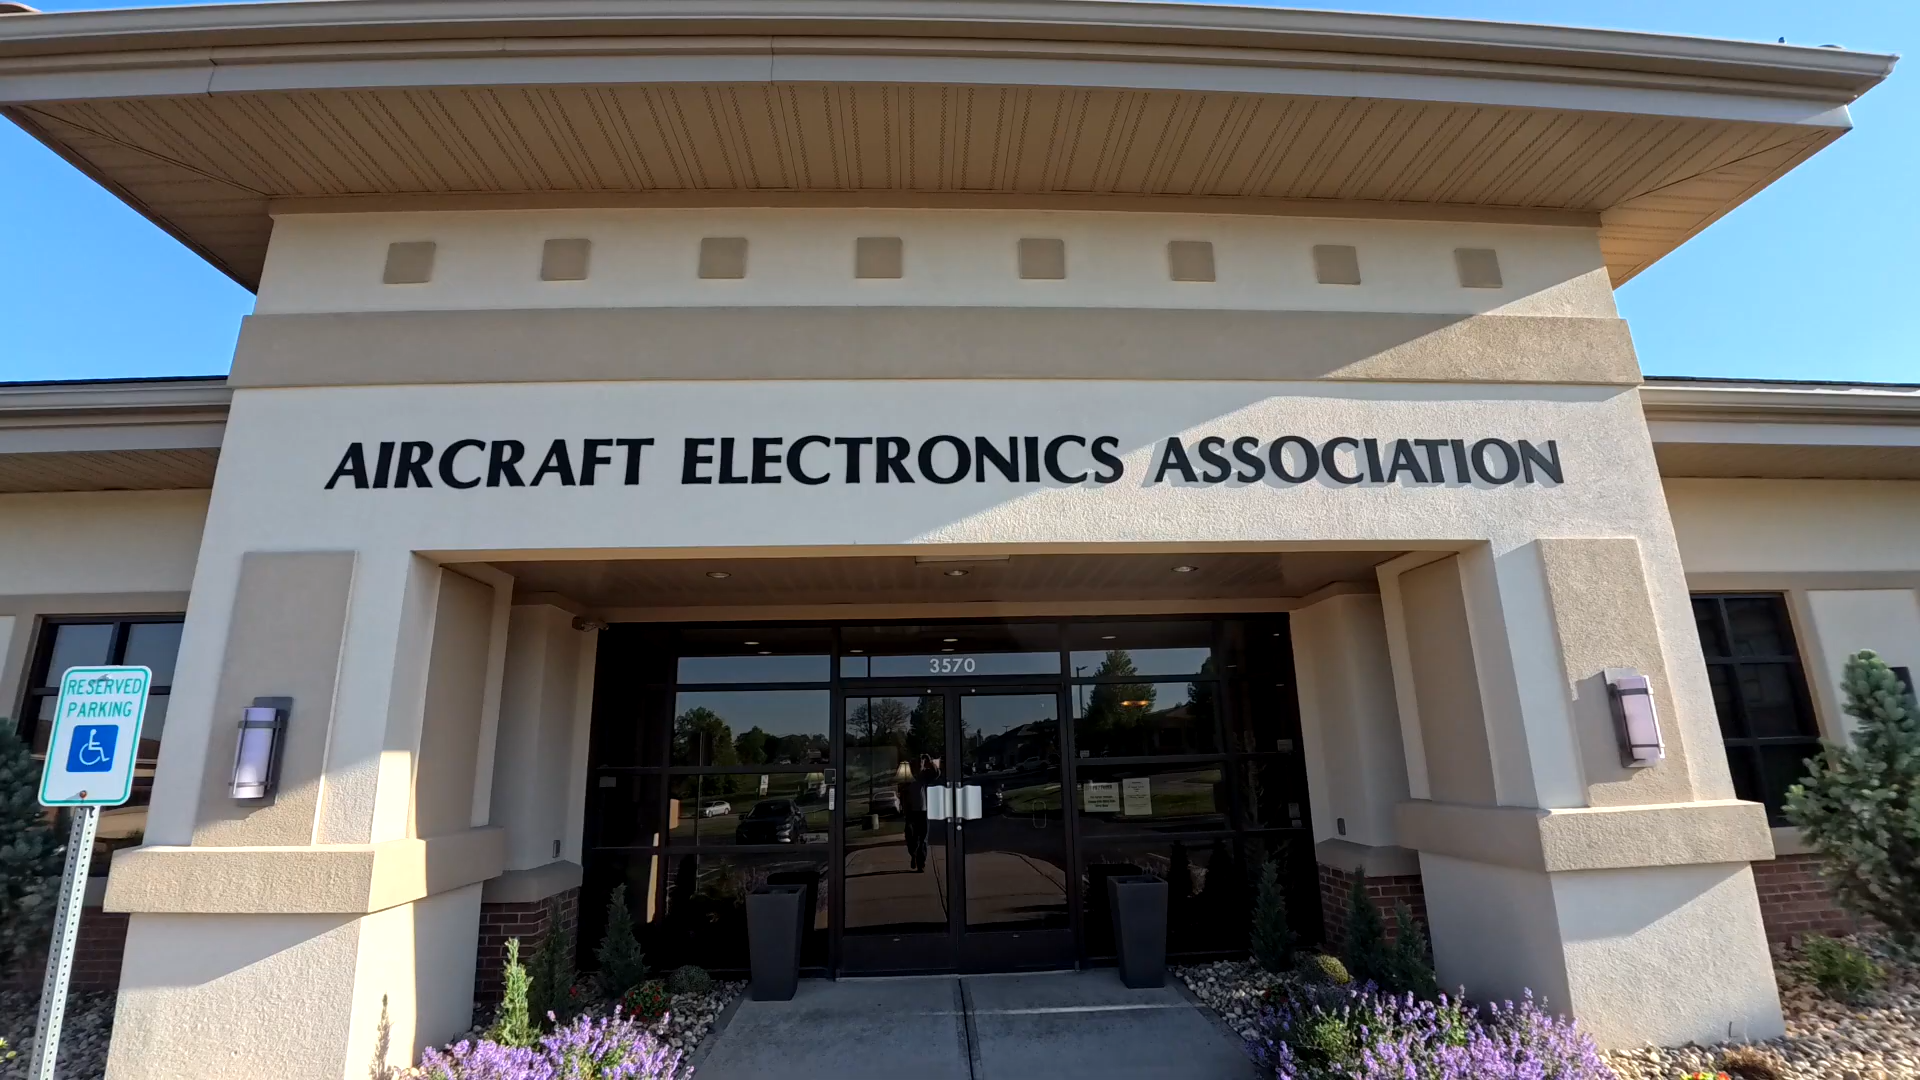 AIRCRAFT ELECTRONICS ASSOCIATION
3570
RESERVED
PARKING